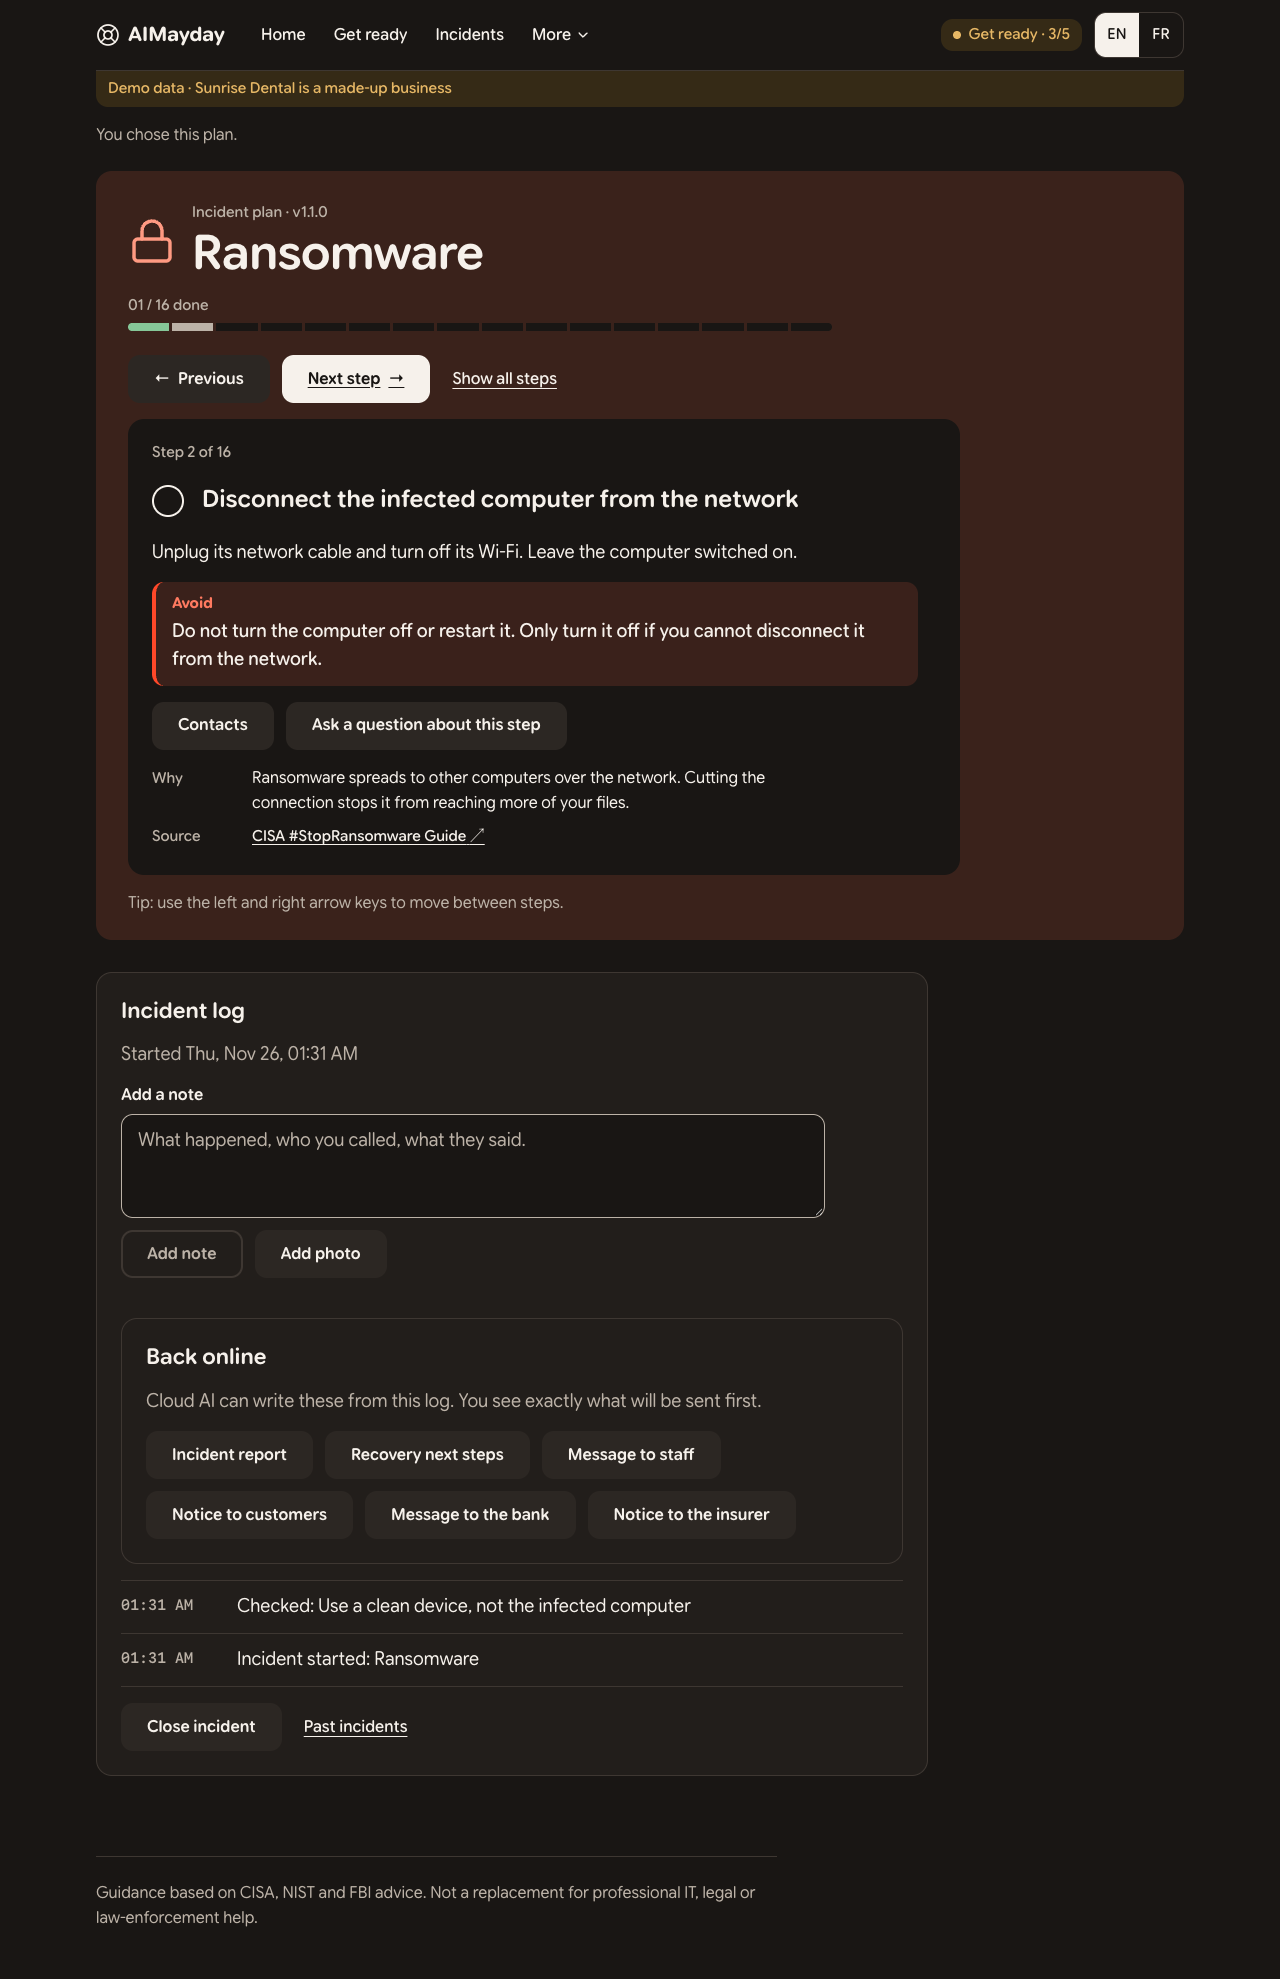 AIMayday
Home
Get ready
Incidents
More
Get ready · 3/5
EN
FR
Demo data · Sunrise Dental is a made-up business
You chose this plan.
Incident plan · v1.1.0
Ransomware
01 / 16 done
← Previous
Next step →
Show all steps
Step 2 of 16
Disconnect the infected computer from the network
Unplug its network cable and turn off its Wi-Fi. Leave the computer switched on.
Avoid
Do not turn the computer off or restart it. Only turn it off if you cannot disconnect it
from the network.
Contacts
Ask a question about this step
Why
Ransomware spreads to other computers over the network. Cutting the
connection stops it from reaching more of your files.
Source
CISA #StopRansomware Guide ↗
Tip: use the left and right arrow keys to move between steps.
Incident log
Started Thu, Nov 26, 01:31 AM
Add a note
What happened, who you called, what they said.
Add note
Add photo
Back online
Cloud AI can write these from this log. You see exactly what will be sent first.
Incident report
Recovery next steps
Message to staff
Notice to customers
Message to the bank
Notice to the insurer
01:31 AM
Checked: Use a clean device, not the infected computer
01:31 AM
Incident started: Ransomware
Close incident
Past incidents
Guidance based on CISA, NIST and FBI advice. Not a replacement for professional IT, legal or
law-enforcement help.